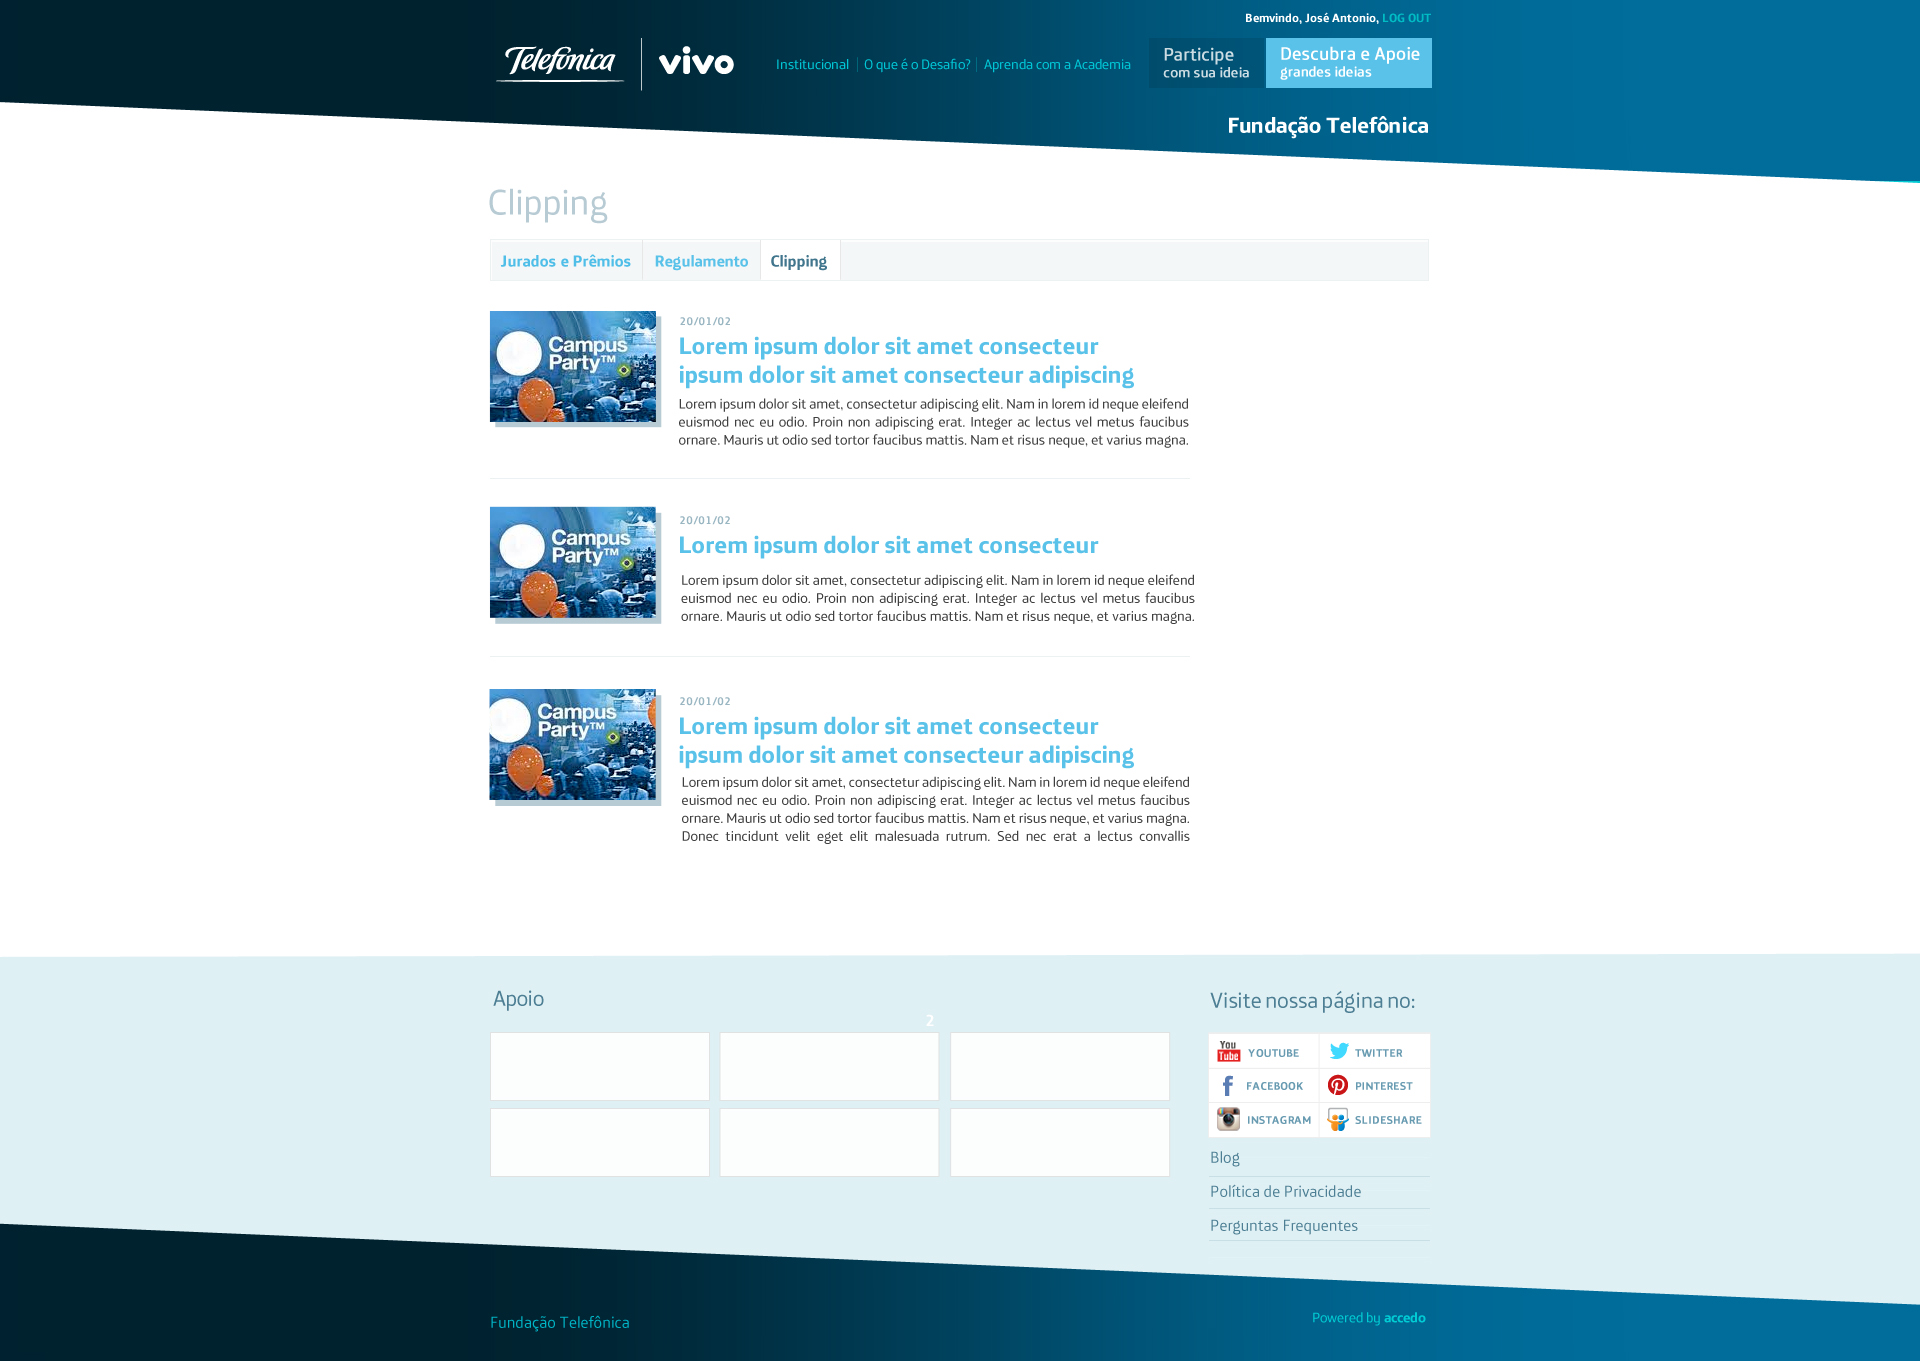 Bemvindo, José Antonio, LOG OUT
Telefónica
vivo
Institucional
O que é o Desafio?
Aprenda com a Academia
Participe
com sua ideia
Descubra e Apoie
grandes ideias
Fundação Telefônica
Clipping
Jurados e Prêmios
Regulamento
Clipping
Campus
Party™
20/01/02
Lorem ipsum dolor sit amet consecteur
ipsum dolor sit amet consecteur adipiscing
Lorem ipsum dolor sit amet, consectetur adipiscing elit. Nam in lorem id neque eleifend
euismod nec eu odio. Proin non adipiscing erat. Integer ac lectus vel metus faucibus
ornare. Mauris ut odio sed tortor faucibus mattis. Nam et risus neque, et varius magna.
Campus
Party™
20/01/02
Lorem ipsum dolor sit amet consecteur
Lorem ipsum dolor sit amet, consectetur adipiscing elit. Nam in lorem id neque eleifend
euismod nec eu odio. Proin non adipiscing erat. Integer ac lectus vel metus faucibus
ornare. Mauris ut odio sed tortor faucibus mattis. Nam et risus neque, et varius magna.
Campus
Party™
20/01/02
Lorem ipsum dolor sit amet consecteur
ipsum dolor sit amet consecteur adipiscing
Lorem ipsum dolor sit amet, consectetur adipiscing elit. Nam in lorem id neque eleifend
euismod nec eu odio. Proin non adipiscing erat. Integer ac lectus vel metus faucibus
ornare. Mauris ut odio sed tortor faucibus mattis. Nam et risus neque, et varius magna.
Donec tincidunt velit eget elit malesuada rutrum. Sed nec erat a lectus convallis
Apoio
2
Visite nossa página no:
You
Tube
YOUTUBE
TWITTER
FACEBOOK
PINTEREST
INSTAGRAM
SLIDESHARE
Blog
Política de Privacidade
Perguntas Frequentes
Fundação Telefônica
Powered by accedo